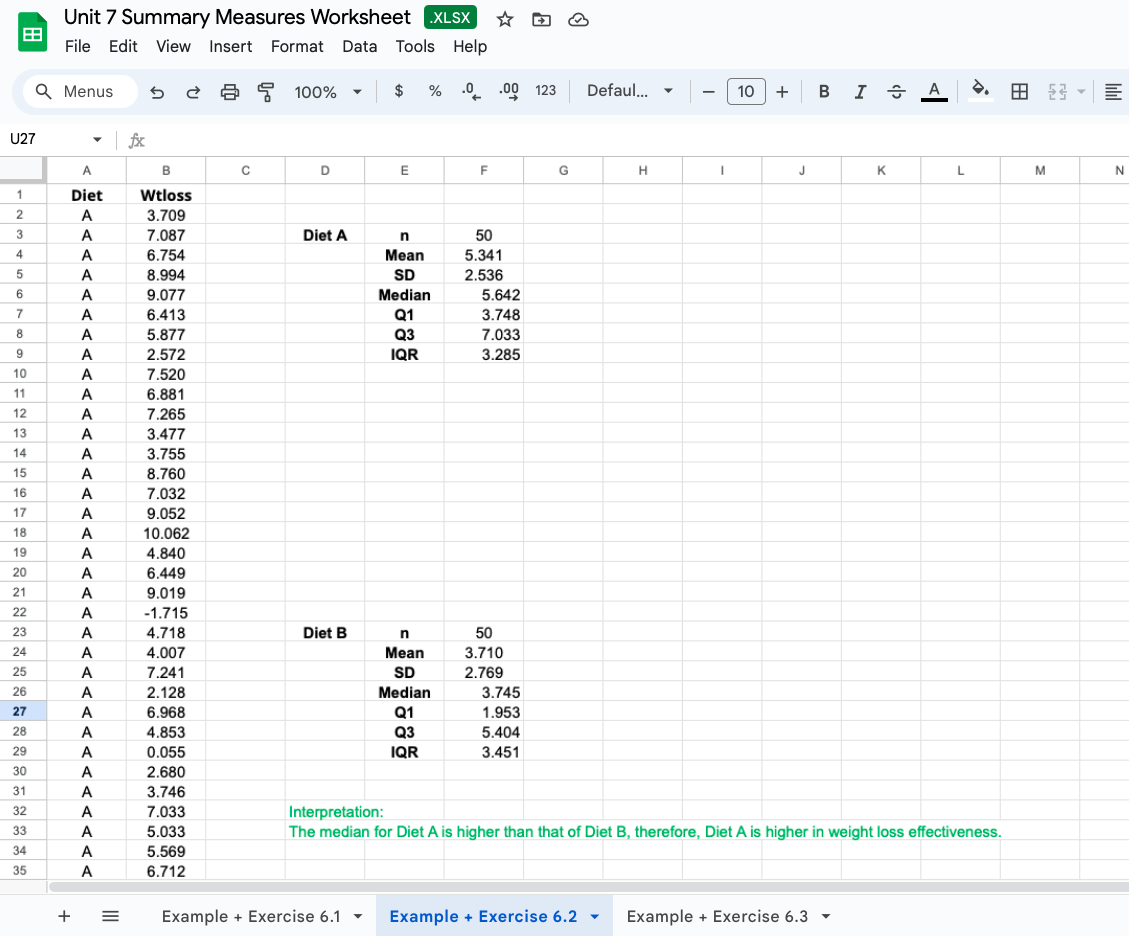 Unit 7 Summary Measures Worksheet .XLSX
File Edit View Insert Format Data Tools Help
Menus 100% $ % .0 .00 123 Defaul... − 10 + B I S A
U27 fx
A B C D E F G H I J K L M N
1 Diet Wtloss
2 A 3.709
3 A 7.087 Diet A n 50
4 A 6.754 Mean 5.341
5 A 8.994 SD 2.536
6 A 9.077 Median 5.642
7 A 6.413 Q1 3.748
8 A 5.877 Q3 7.033
9 A 2.572 IQR 3.285
10 A 7.520
11 A 6.881
12 A 7.265
13 A 3.477
14 A 3.755
15 A 8.760
16 A 7.032
17 A 9.052
18 A 10.062
19 A 4.840
20 A 6.449
21 A 9.019
22 A -1.715
23 A 4.718 Diet B n 50
24 A 4.007 Mean 3.710
25 A 7.241 SD 2.769
26 A 2.128 Median 3.745
27 A 6.968 Q1 1.953
28 A 4.853 Q3 5.404
29 A 0.055 IQR 3.451
30 A 2.680
31 A 3.746
32 A 7.033 Interpretation:
33 A 5.033 The median for Diet A is higher than that of Diet B, therefore, Diet A is higher in weight loss effectiveness.
34 A 5.569
35 A 6.712
+ Example + Exercise 6.1 Example + Exercise 6.2 Example + Exercise 6.3